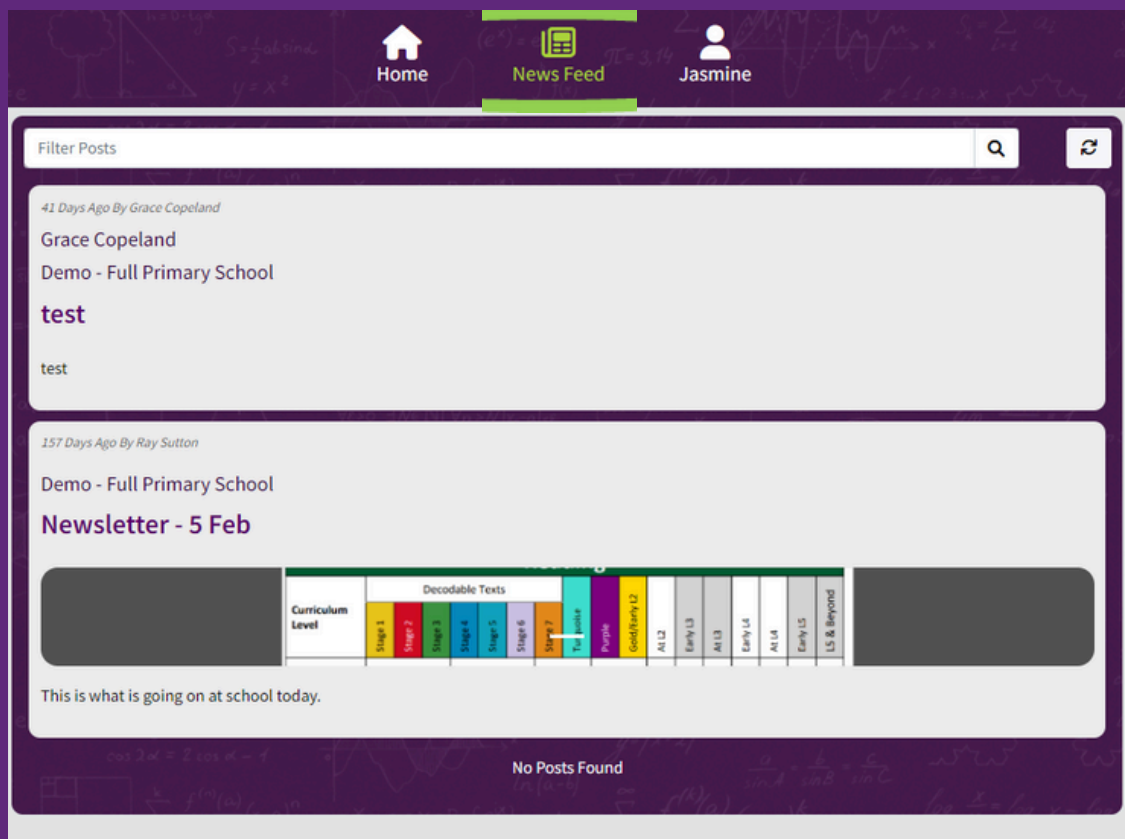 Home
News Feed
Jasmine
Filter Posts
41 Days Ago By Grace Copeland
Grace Copeland
Demo - Full Primary School
test
test
157 Days Ago By Ray Sutton
Demo - Full Primary School
Newsletter - 5 Feb
Decodable Texts
Curriculum
Level
Stage 1
Stage 2
Stage 3
Stage 4
Stage 5
Stage 6
Stage 7
Turquoise
Purple
Gold/Early L2
At L2
Early L3
At L3
Early L4
At L4
Early L5
L5 & Beyond
This is what is going on at school today.
No Posts Found